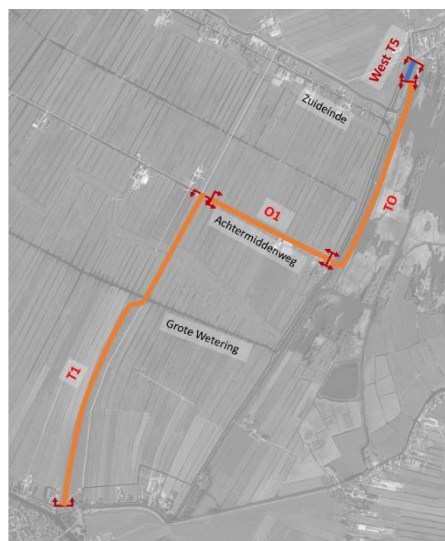 West T5
Zuideinde
TO
O1
Achtermiddenweg
Grote Wetering
T1